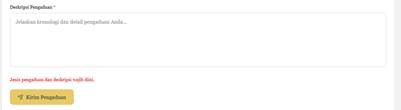 Deskripsi Pengaduan *
Jelaskan kronologi dan detail pengaduan Anda...
Jenis pengaduan dan deskripsi wajib diisi.
Kirim Pengaduan